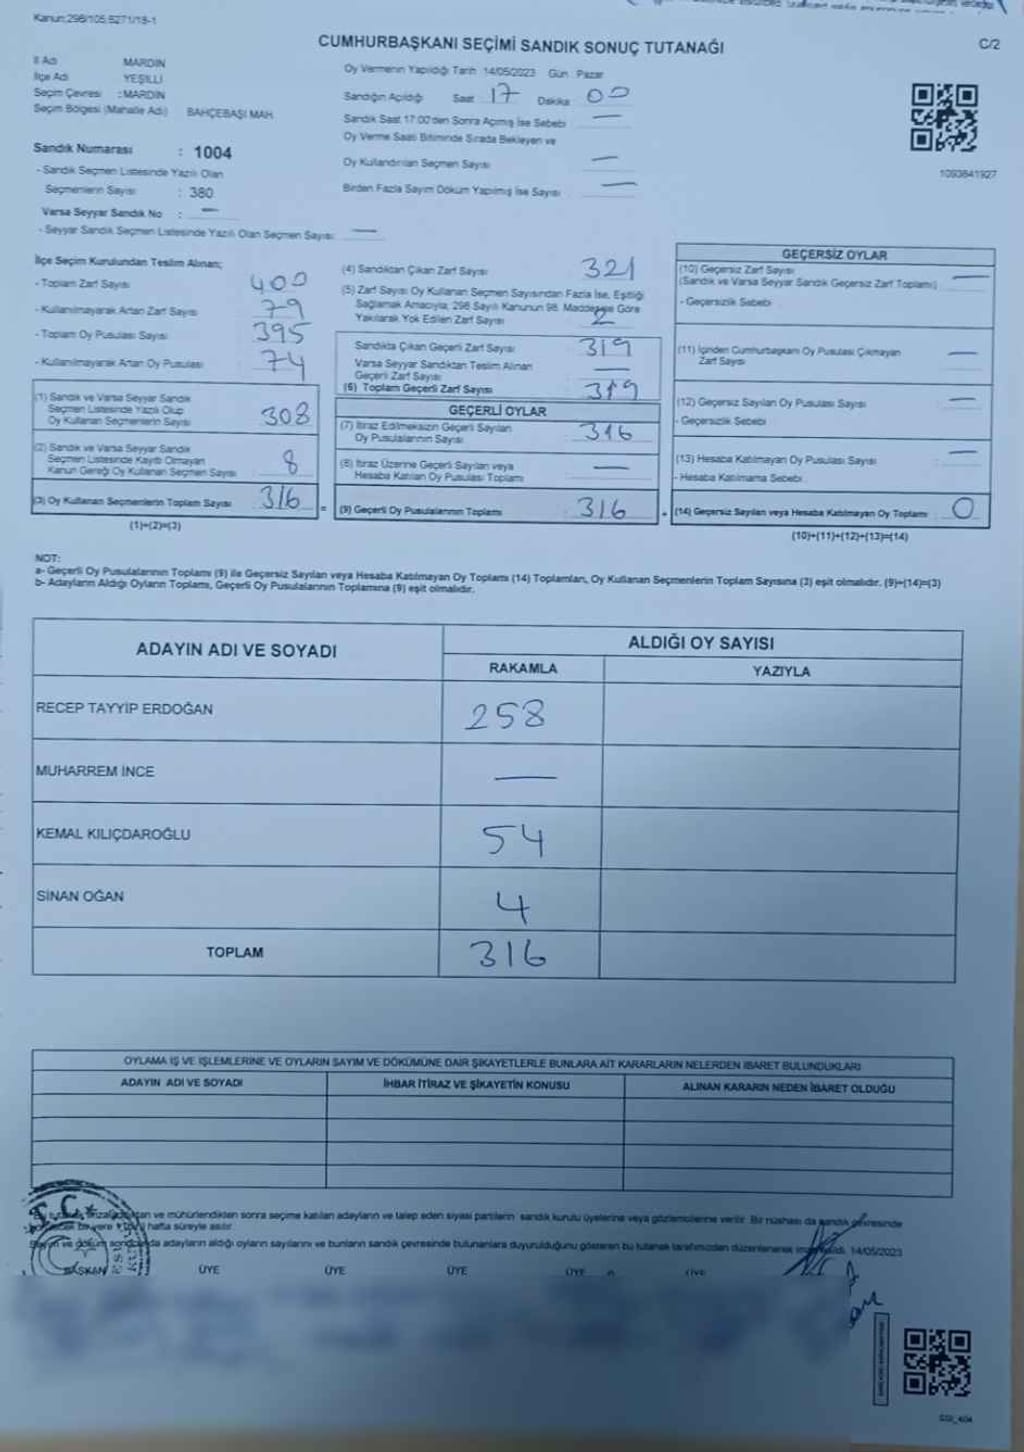 Kanun:298/105,5271/18-1
CUMHURBAŞKANI SEÇİMİ SANDIK SONUÇ TUTANAĞI
C/2
İl Adı MARDİN
İlçe Adı YEŞİLLİ
Seçim Çevresi :MARDİN
Seçim Bölgesi (Mahalle Adı) BAHÇEBAŞI MAH.
Sandık Numarası : 1004
- Sandık Seçmen Listesinde Yazılı Olan
Seçmenlerin Sayısı : 380
Varsa Seyyar Sandık No : —
- Seyyar Sandık Seçmen Listesinde Yazılı Olan Seçmen Sayısı: —
Oy Vermenin Yapıldığı Tarih 14/05/2023 Gün Pazar
Sandığın Açıldığı Saat 17 Dakika 00
Sandık Saat 17:00'den Sonra Açılmış İse Sebebi —
Oy Verme Saati Bitiminde Sırada Bekleyen ve
Oy Kullandırılan Seçmen Sayısı —
Birden Fazla Sayım Döküm Yapılmış İse Sayısı —
1093841927
İlçe Seçim Kurulundan Teslim Alınan;
- Toplam Zarf Sayısı 400
- Kullanılmayarak Artan Zarf Sayısı 79
- Toplam Oy Pusulası Sayısı 395
- Kullanılmayarak Artan Oy Pusulası 74
(1) Sandık ve Varsa Seyyar Sandık
Seçmen Listesinde Yazılı Olup
Oy Kullanan Seçmenlerin Sayısı 308
(2) Sandık ve Varsa Seyyar Sandık
Seçmen Listesinde Kayıtlı Olmayan
Kanun Gereği Oy Kullanan Seçmen Sayısı 8
(3) Oy Kullanan Seçmenlerin Toplam Sayısı 316 =
(1)+(2)=(3)
(4) Sandıktan Çıkan Zarf Sayısı 321
(5) Zarf Sayısı Oy Kullanan Seçmen Sayısından Fazla İse, Eşitliği
Sağlamak Amacıyla; 298 Sayılı Kanunun 98. Maddesine Göre
Yakılarak Yok Edilen Zarf Sayısı 2
Sandıkta Çıkan Geçerli Zarf Sayısı 319
Varsa Seyyar Sandıktan Teslim Alınan
Geçerli Zarf Sayısı —
(6) Toplam Geçerli Zarf Sayısı 319
GEÇERLİ OYLAR
(7) İtiraz Edilmeksizin Geçerli Sayılan
Oy Pusulalarının Sayısı 316
(8) İtiraz Üzerine Geçerli Sayılan veya
Hesaba Katılan Oy Pusulası Toplamı —
(9) Geçerli Oy Pusulalarının Toplamı 316 +
GEÇERSİZ OYLAR
(10) Geçersiz Zarf Sayısı —
(Sandık ve Varsa Seyyar Sandık Geçersiz Zarf Toplamı)
- Geçersizlik Sebebi
(11) İçinden Cumhurbaşkanı Oy Pusulası Çıkmayan
Zarf Sayısı —
(12) Geçersiz Sayılan Oy Pusulası Sayısı —
- Geçersizlik Sebebi
(13) Hesaba Katılmayan Oy Pusulası Sayısı —
- Hesaba Katılmama Sebebi
(14) Geçersiz Sayılan veya Hesaba Katılmayan Oy Toplamı 0
(10)+(11)+(12)+(13)=(14)
NOT:
a- Geçerli Oy Pusulalarının Toplamı (9) ile Geçersiz Sayılan veya Hesaba Katılmayan Oy Toplamı (14) Toplamları, Oy Kullanan Seçmenlerin Toplam Sayısına (3) eşit olmalıdır. (9)+(14)=(3)
b- Adayların Aldığı Oyların Toplamı, Geçerli Oy Pusulalarının Toplamına (9) eşit olmalıdır.
ADAYIN ADI VE SOYADI ALDIĞI OY SAYISI
RAKAMLA YAZIYLA
RECEP TAYYİP ERDOĞAN 258
MUHARREM İNCE —
KEMAL KILIÇDAROĞLU 54
SİNAN OĞAN 4
TOPLAM 316
OYLAMA İŞ VE İŞLEMLERİNE VE OYLARIN SAYIM VE DÖKÜMÜNE DAİR ŞİKAYETLERLE BUNLARA AİT KARARLARIN NELERDEN İBARET BULUNDUKLARI
ADAYIN ADI VE SOYADI İHBAR İTİRAZ VE ŞİKAYETİN KONUSU ALINAN KARARIN NEDEN İBARET OLDUĞU
T.C.
ve mühürlendikten sonra seçime katılan adayların ve talep eden siyasi partilerin sandık kurulu üyelerine veya gözlemcilerine verilir. Bir nüshası da sandık çevresinde
hafta süreyle asılır.
ve döküm sonunda adayların aldığı oyların sayılarını ve bunların sandık çevresinde bulunanlara duyurulduğunu gösteren bu tutanak tarafımızdan düzenlenerek 14/05/2023
BAŞKAN ÜYE ÜYE ÜYE ÜYE ÜYE